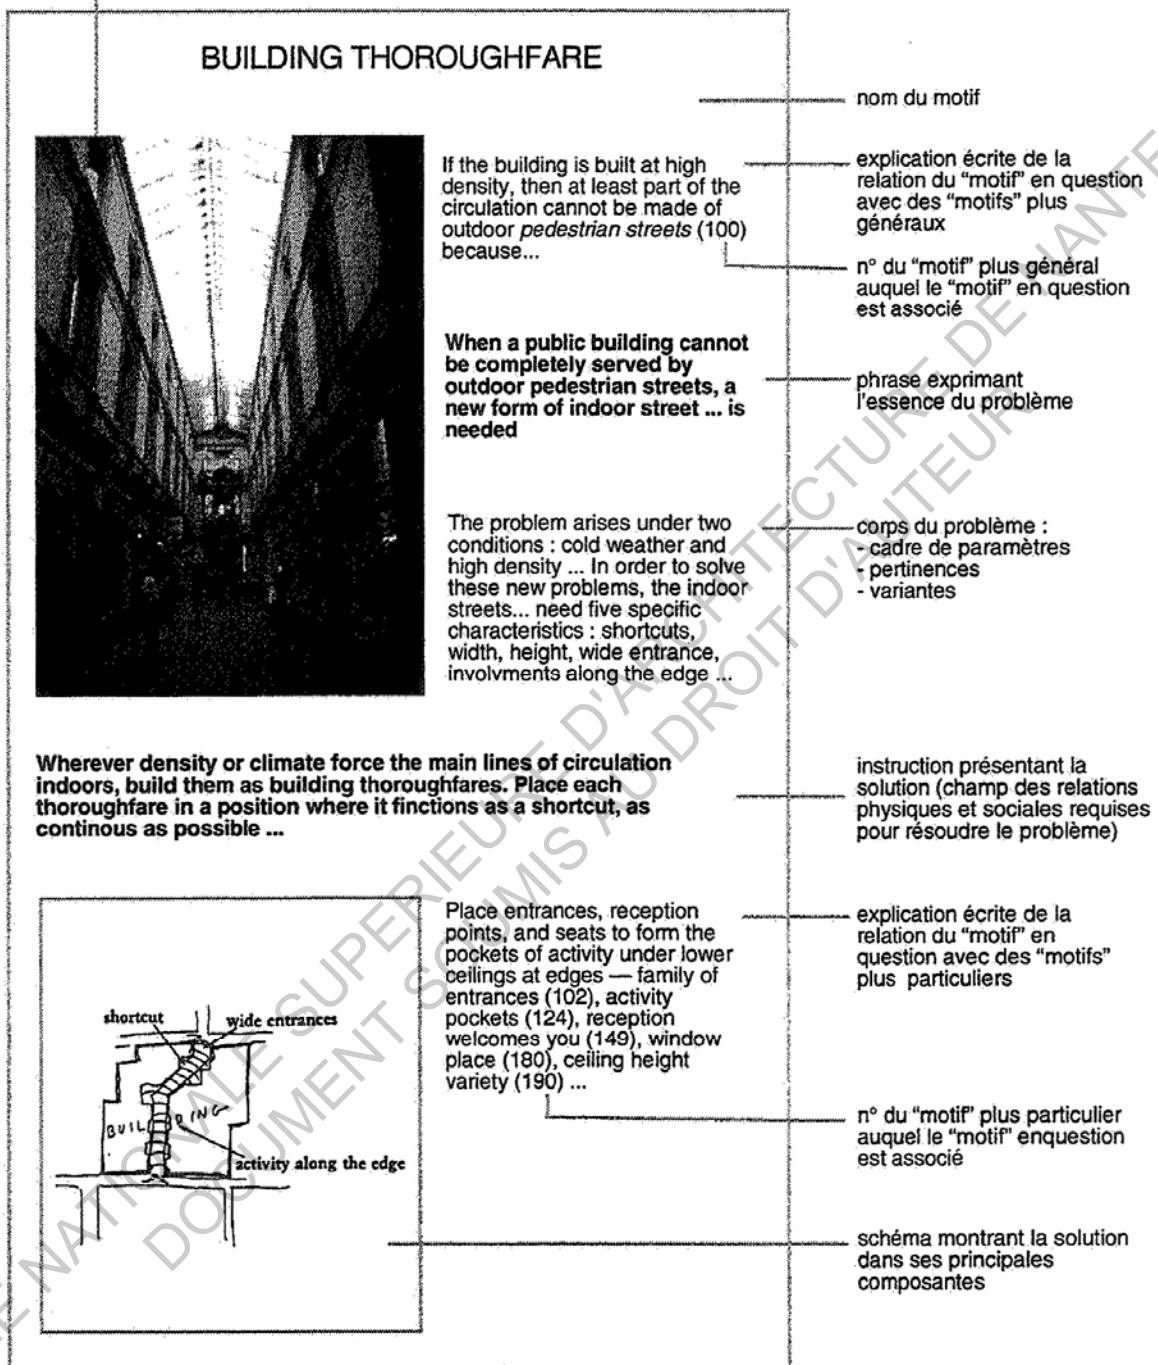 BUILDING THOROUGHFARE
nom du motif
If the building is built at high
density, then at least part of the
circulation cannot be made of
outdoor pedestrian streets (100)
because...
explication écrite de la
relation du "motif" en question
avec des "motifs" plus
généraux
n° du "motif" plus général
auquel le "motif" en question
est associé
When a public building cannot
be completely served by
outdoor pedestrian streets, a
new form of indoor street ... is
needed
phrase exprimant
l'essence du problème
The problem arises under two
conditions : cold weather and
high density ... In order to solve
these new problems, the indoor
streets... need five specific
characteristics : shortcuts,
width, height, wide entrance,
involvments along the edge ...
corps du problème :
- cadre de paramètres
- pertinences
- variantes
Wherever density or climate force the main lines of circulation
indoors, build them as building thoroughfares. Place each
thoroughfare in a position where it finctions as a shortcut, as
continous as possible ...
instruction présentant la
solution (champ des relations
physiques et sociales requises
pour résoudre le problème)
shortcut
wide entrances
BUILDING
activity along the edge
Place entrances, reception
points, and seats to form the
pockets of activity under lower
ceilings at edges — family of
entrances (102), activity
pockets (124), reception
welcomes you (149), window
place (180), ceiling height
variety (190) ...
explication écrite de la
relation du "motif" en
question avec des "motifs"
plus particuliers
n° du "motif" plus particulier
auquel le "motif" enquestion
est associé
schéma montrant la solution
dans ses principales
composantes
E NATIONALE SUPERIEURE D'ARCHITECTURE DE NANTE
DOCUMENT SOUMIS AU DROIT D'AUTEUR